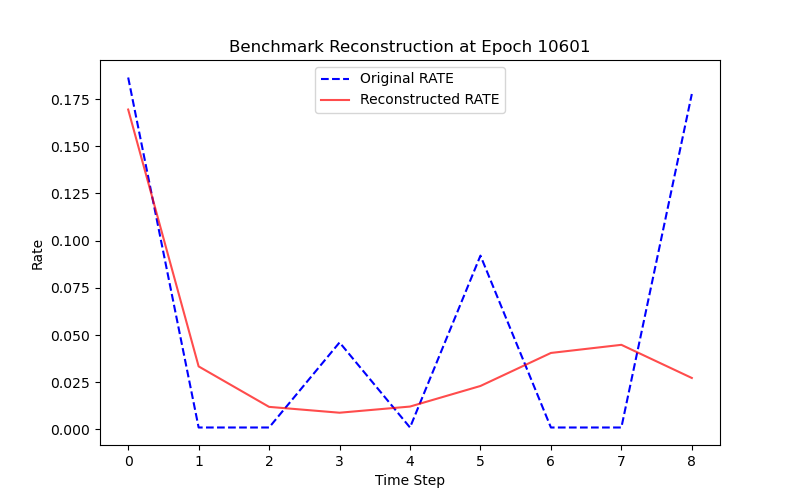 Benchmark Reconstruction at Epoch 10601
Original RATE
Reconstructed RATE
Rate
0.175
0.150
0.125
0.100
0.075
0.050
0.025
0.000
0 1 2 3 4 5 6 7 8
Time Step